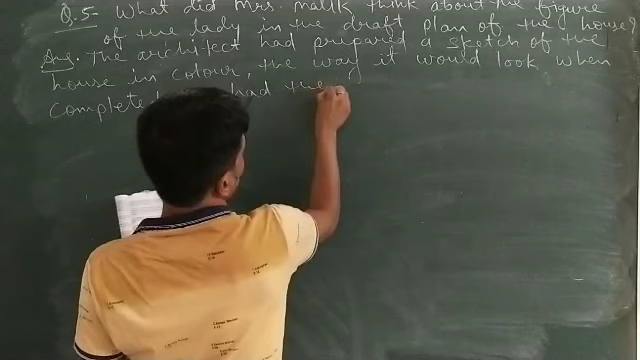 Q.5- What did Mrs. Malik think about the figure
of the lady in the draft plan of the house?
Ans. The architect had prepared a sketch of the
house in colour, the way it would look when
complete had the